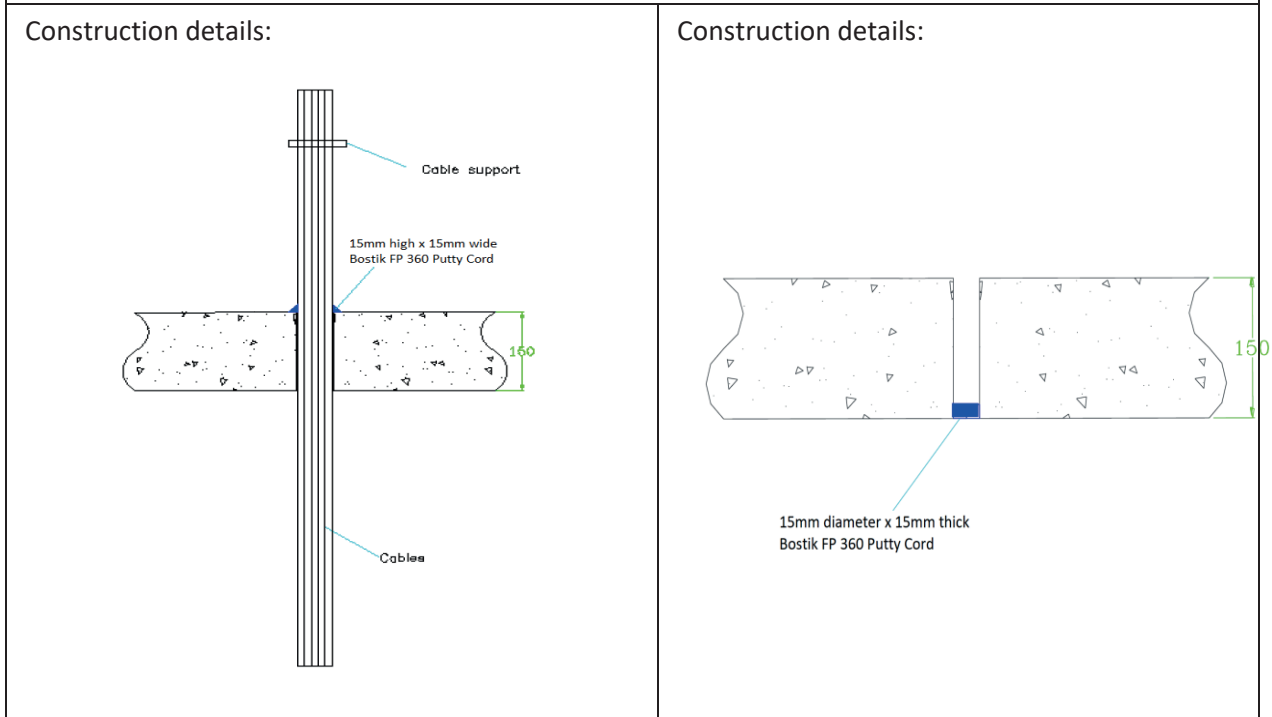 Construction details:
Cable support
15mm high x 15mm wide
Bostik FP 360 Putty Cord
150
Cables
Construction details:
150
15mm diameter x 15mm thick
Bostik FP 360 Putty Cord